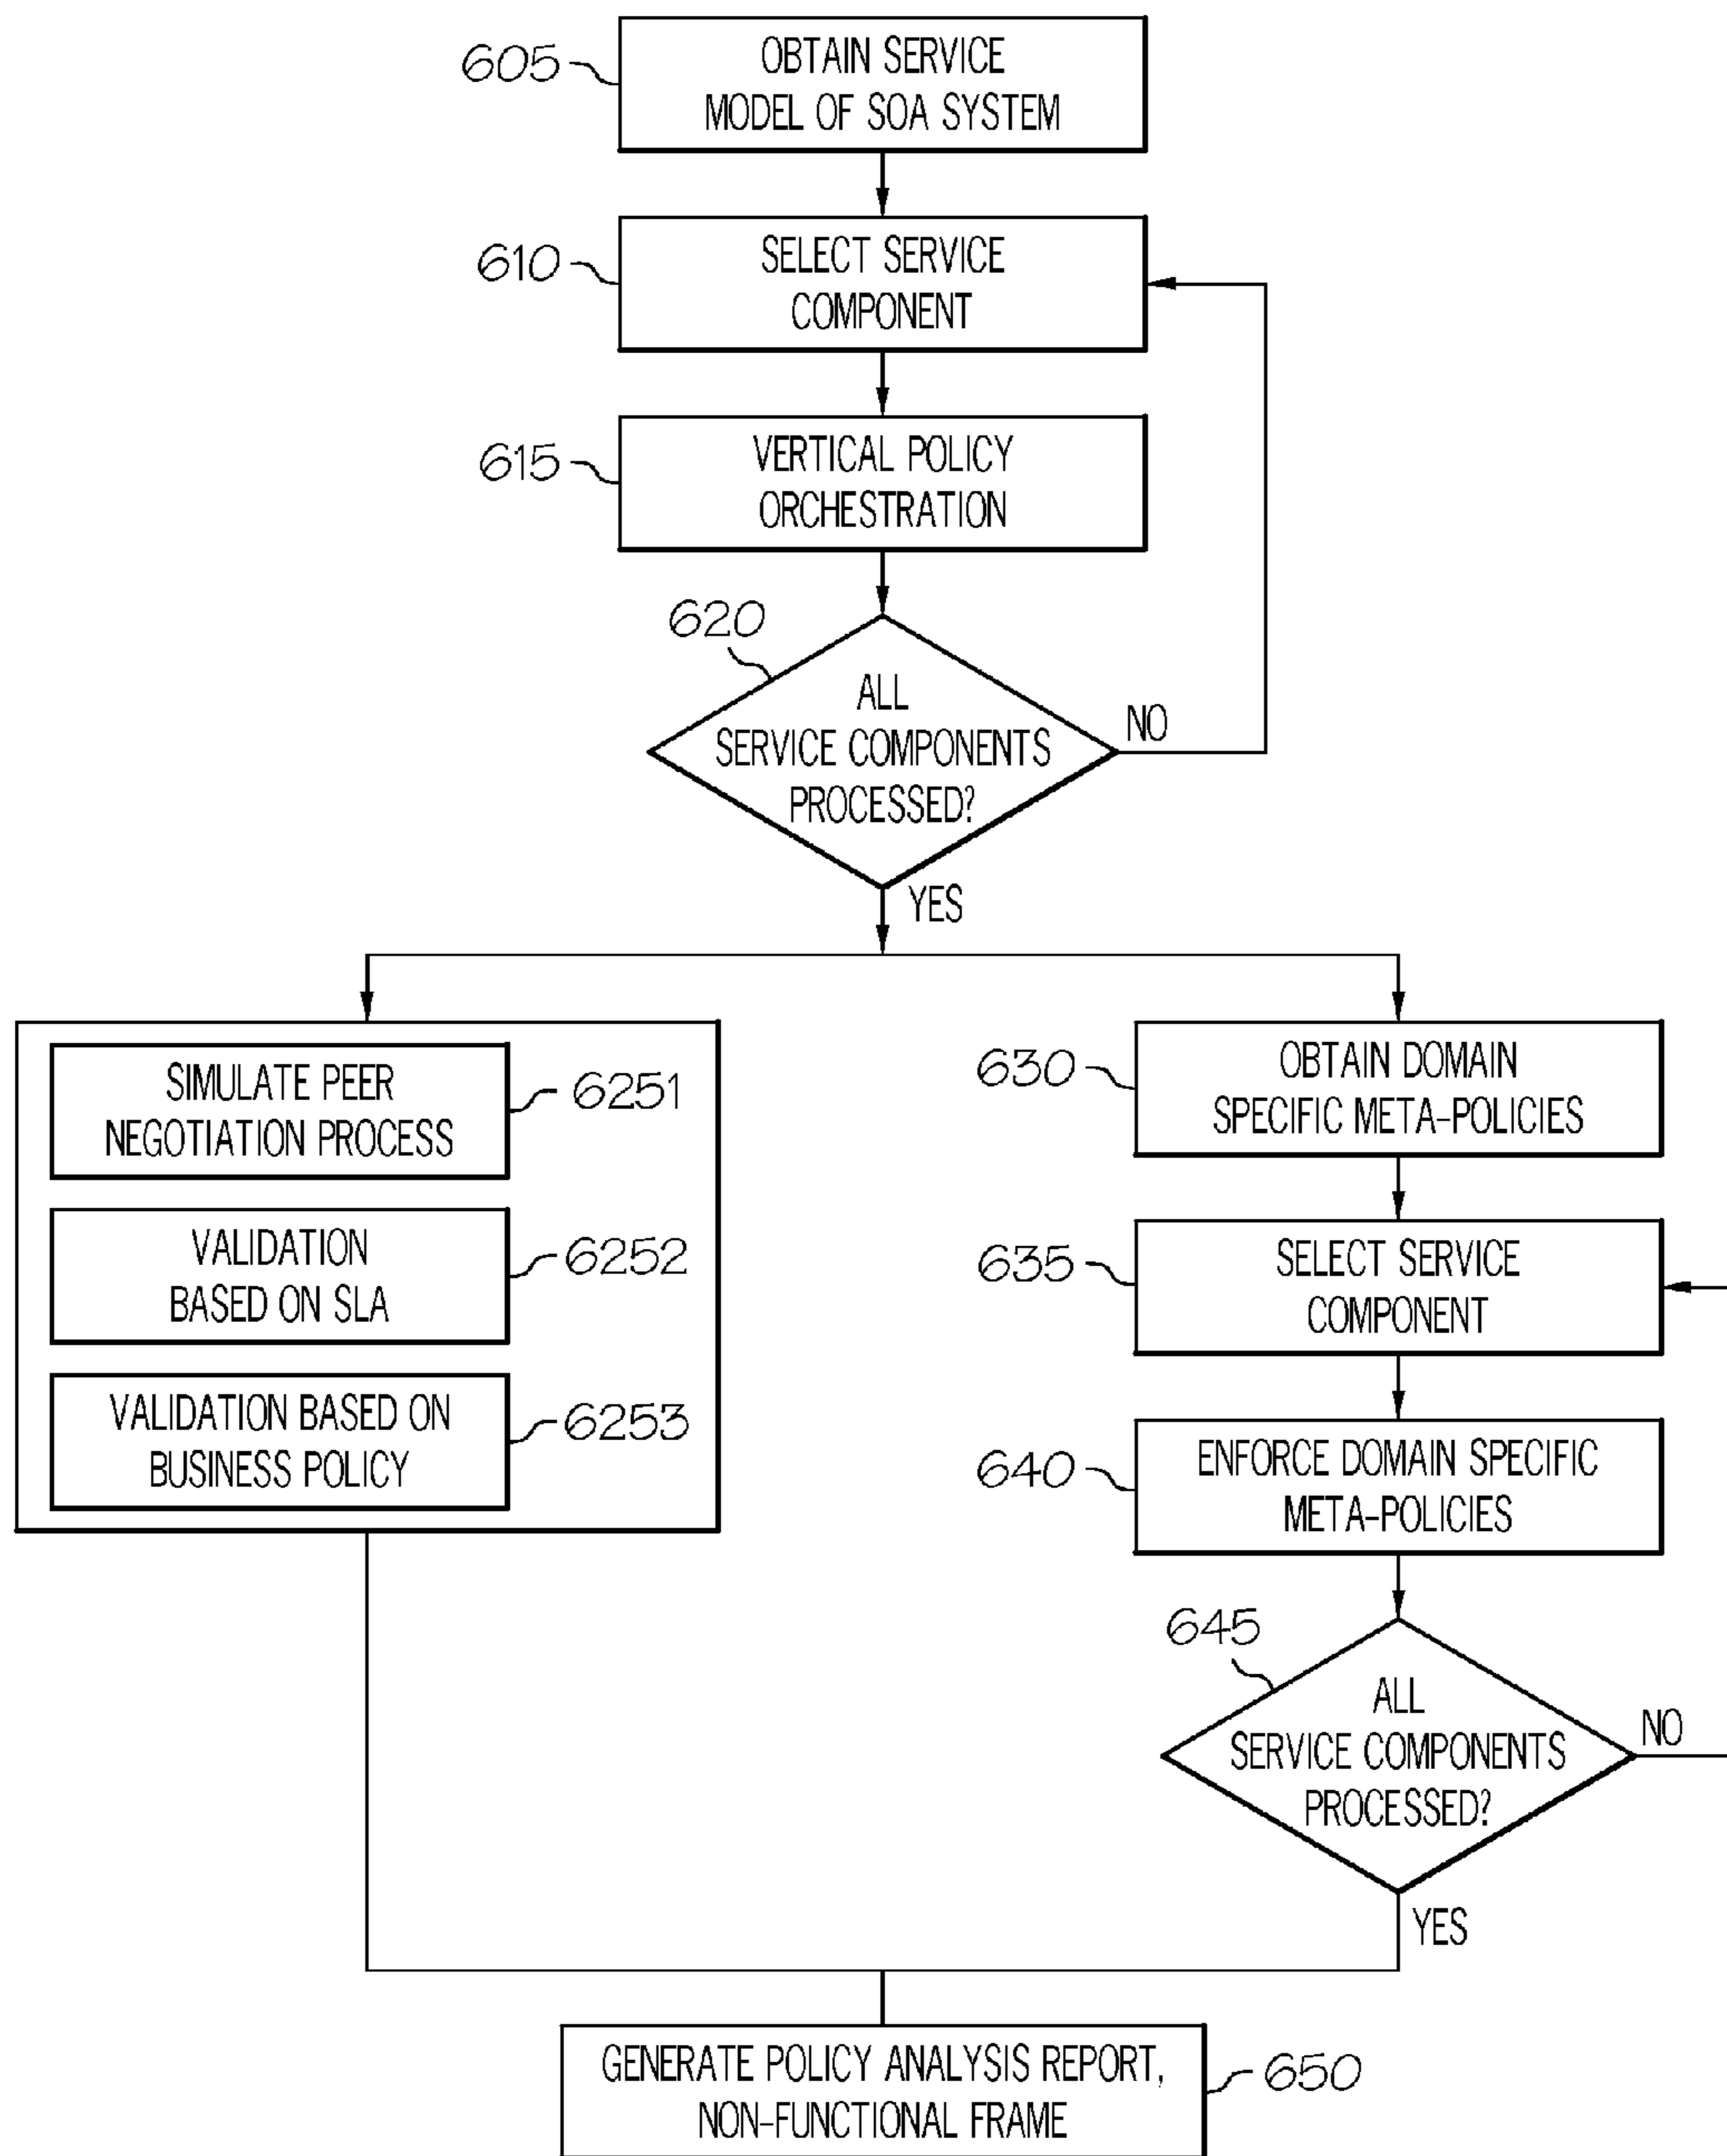 605
OBTAIN SERVICE
MODEL OF SOA SYSTEM
610
SELECT SERVICE
COMPONENT
615
VERTICAL POLICY
ORCHESTRATION
620
ALL
SERVICE COMPONENTS
PROCESSED?
NO
YES
SIMULATE PEER
NEGOTIATION PROCESS
6251
VALIDATION
BASED ON SLA
6252
VALIDATION BASED ON
BUSINESS POLICY
6253
630
OBTAIN DOMAIN
SPECIFIC META-POLICIES
635
SELECT SERVICE
COMPONENT
640
ENFORCE DOMAIN SPECIFIC
META-POLICIES
645
ALL
SERVICE COMPONENTS
PROCESSED?
NO
YES
GENERATE POLICY ANALYSIS REPORT,
NON-FUNCTIONAL FRAME
650